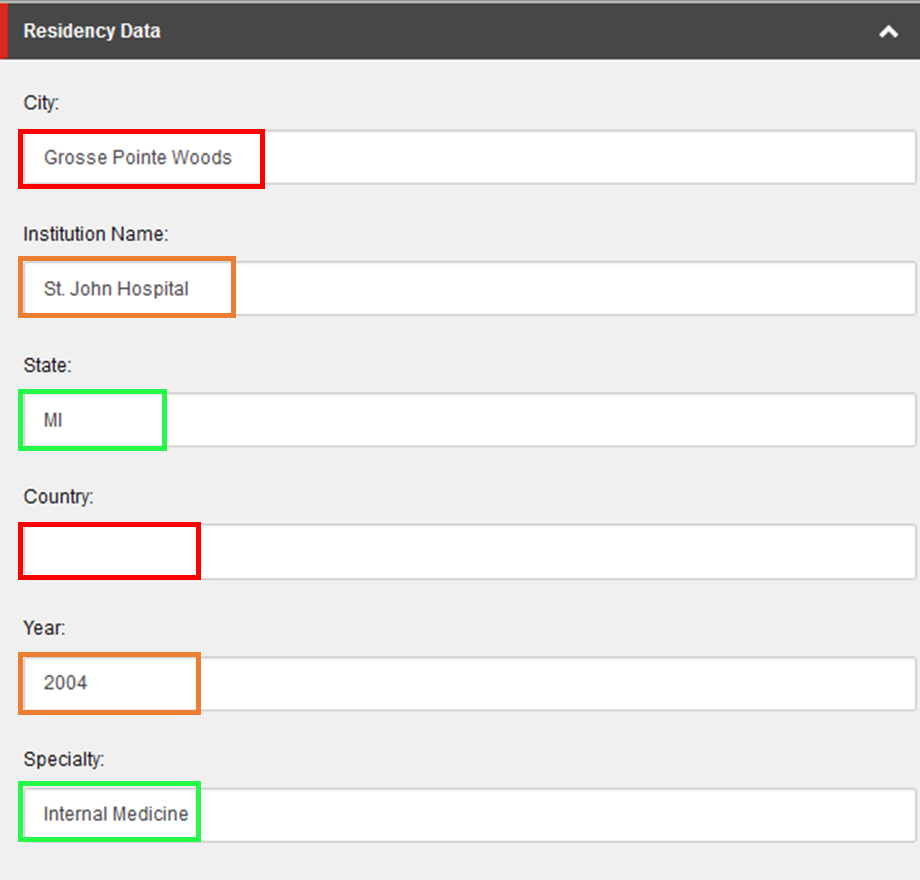 Residency Data
City:
Grosse Pointe Woods
Institution Name:
St. John Hospital
State:
MI
Country:
Year:
2004
Specialty:
Internal Medicine